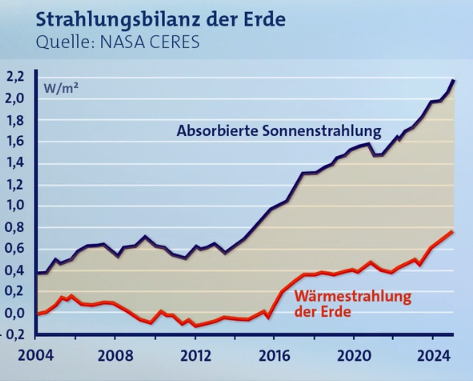 Strahlungsbilanz der Erde
Quelle: NASA CERES
2,2
W/m²
2,0
1,8
Absorbierte Sonnenstrahlung
1,6
1,4
1,2
1,0
0,8
0,6
0,4
0,2
Wärmestrahlung
der Erde
0,0
- 0,2
2004 2008 2012 2016 2020 2024